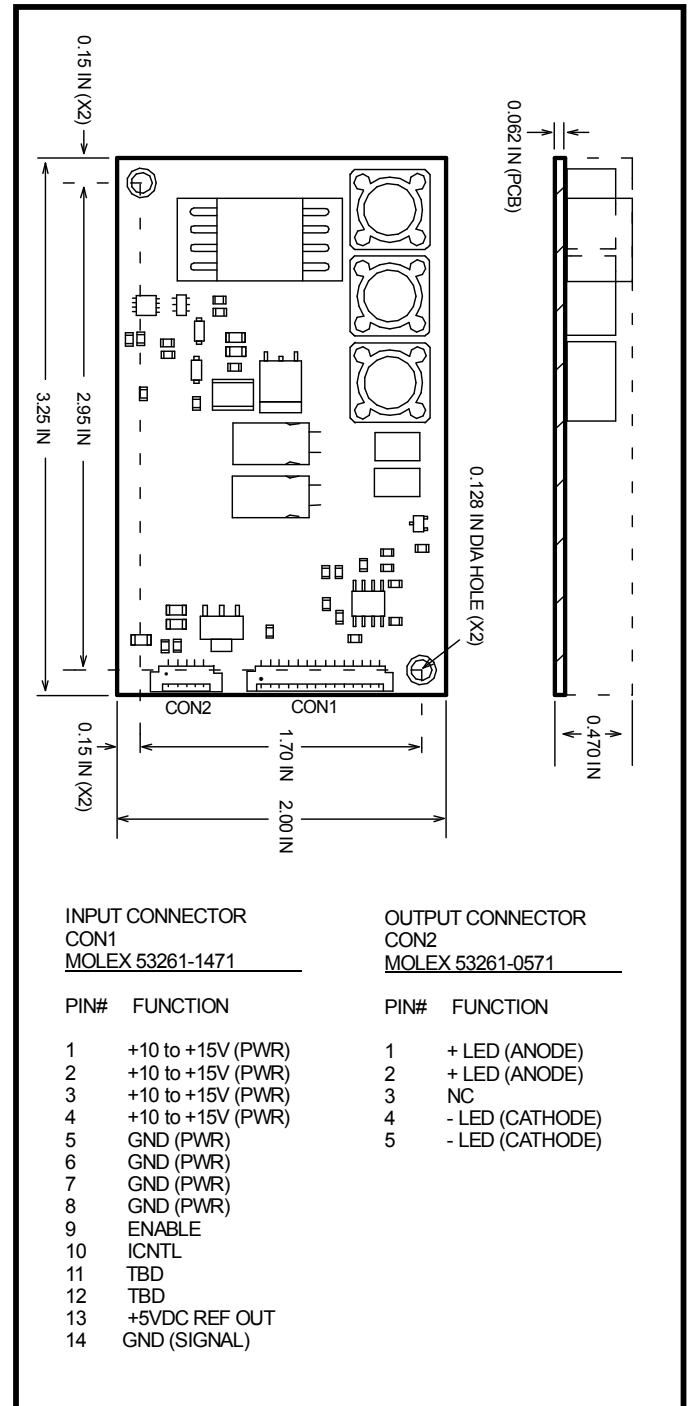 0.15 IN (X2)
0.062 IN (PCB)
3.25 IN
2.95 IN
0.128 IN DIA HOLE (X2)
CON2
CON1
0.15 IN (X2)
1.70 IN
2.00 IN
0.470 IN
INPUT CONNECTOR
CON1
MOLEX 53261-1471
PIN# FUNCTION
1 +10 to +15V (PWR)
2 +10 to +15V (PWR)
3 +10 to +15V (PWR)
4 +10 to +15V (PWR)
5 GND (PWR)
6 GND (PWR)
7 GND (PWR)
8 GND (PWR)
9 ENABLE
10 ICNTL
11 TBD
12 TBD
13 +5VDC REF OUT
14 GND (SIGNAL)
OUTPUT CONNECTOR
CON2
MOLEX 53261-0571
PIN# FUNCTION
1 + LED (ANODE)
2 + LED (ANODE)
3 NC
4 - LED (CATHODE)
5 - LED (CATHODE)